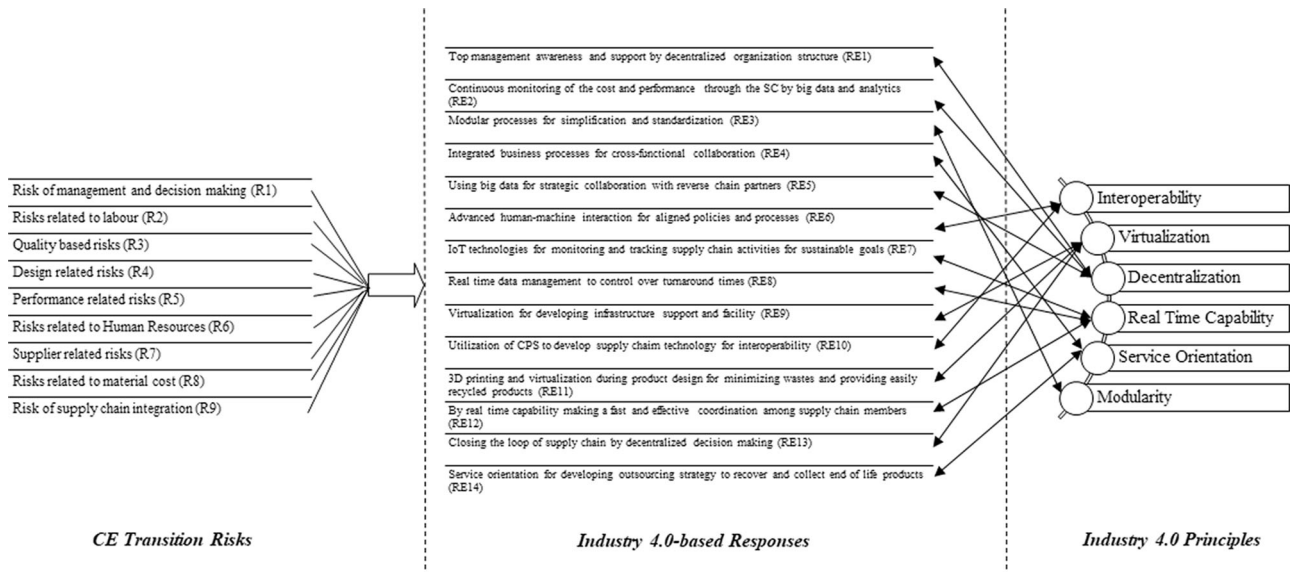 Risk of management and decision making (R1)
Risks related to labour (R2)
Quality based risks (R3)
Design related risks (R4)
Performance related risks (R5)
Risks related to Human Resources (R6)
Supplier related risks (R7)
Risks related to material cost (R8)
Risk of supply chain integration (R9)
CE Transition Risks
Top management awareness and support by decentralized organization structure (RE1)
Continuous monitoring of the cost and performance through the SC by big data and analytics
(RE2)
Modular processes for simplification and standardization (RE3)
Integrated business processes for cross-functional collaboration (RE4)
Using big data for strategic collaboration with reverse chain partners (RE5)
Advanced human-machine interaction for aligned policies and processes (RE6)
IoT technologies for monitoring and tracking supply chain activities for sustainable goals (RE7)
Real time data management to control over turnaround times (RE8)
Virtualization for developing infrastructure support and facility (RE9)
Utilization of CPS to develop supply chaim technology for interoperability (RE10)
3D printing and virtualization during product design for minimizing wastes and providing easily
recycled products (RE11)
By real time capability making a fast and effective coordination among supply chain members
(RE12)
Closing the loop of supply chain by decentralized decision making (RE13)
Service orientation for developing outsourcing strategy to recover and collect end of life products
(RE14)
Industry 4.0-based Responses
Interoperability
Virtualization
Decentralization
Real Time Capability
Service Orientation
Modularity
Industry 4.0 Principles